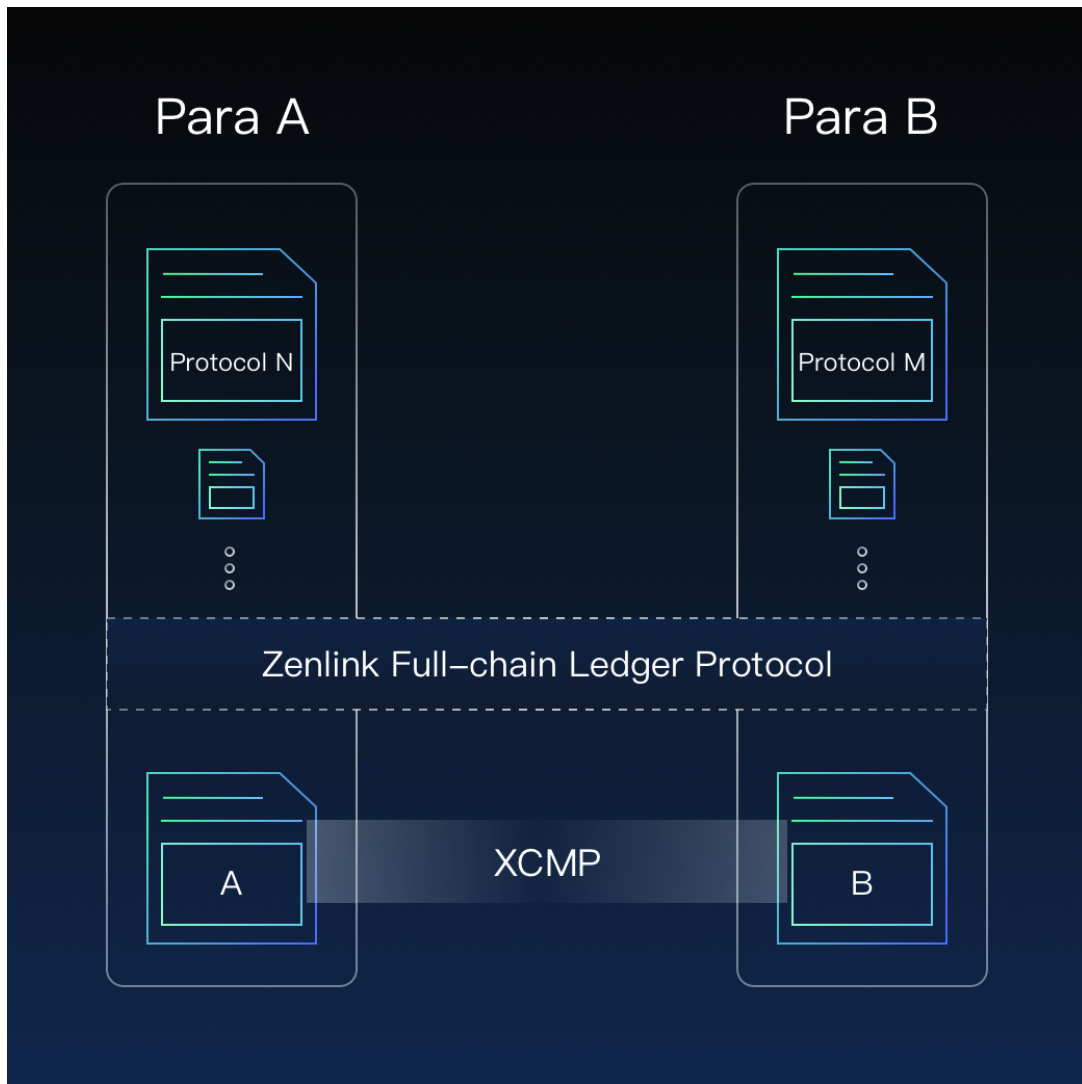 Para A
Para B
Protocol N
Protocol M
Zenlink Full–chain Ledger Protocol
A
XCMP
B